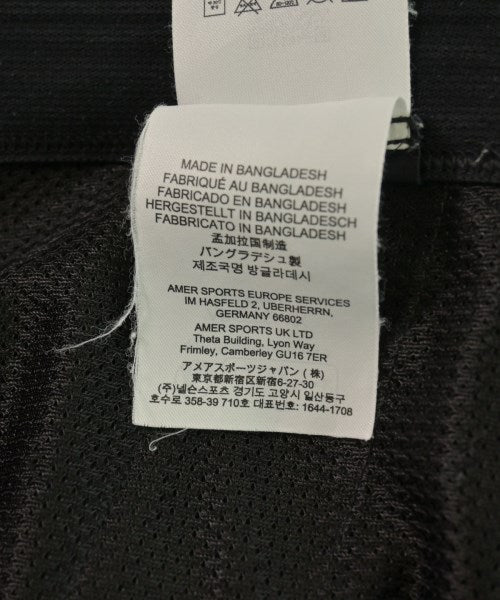 MADE IN BANGLADESH
FABRIQUÉ AU BANGLADESH
FABRICADO EN BANGLADESH
HERGESTELLT IN BANGLADESCH
FABBRICATO IN BANGLADESH
孟加拉国制造
バングラデシュ製
제조국명 방글라데시
AMER SPORTS EUROPE SERVICES
IM HASFELD 2, UBERHERRN,
GERMANY 66802
AMER SPORTS UK LTD
Theta Building, Lyon Way
Frimley, Camberley GU16 7ER
アメアスポーツジャパン (株)
東京都新宿区新宿6-27-30
(주)넬슨스포츠 경기도 고양시 일산동구
호수로 358-39 710호 대표번호: 1644-1708